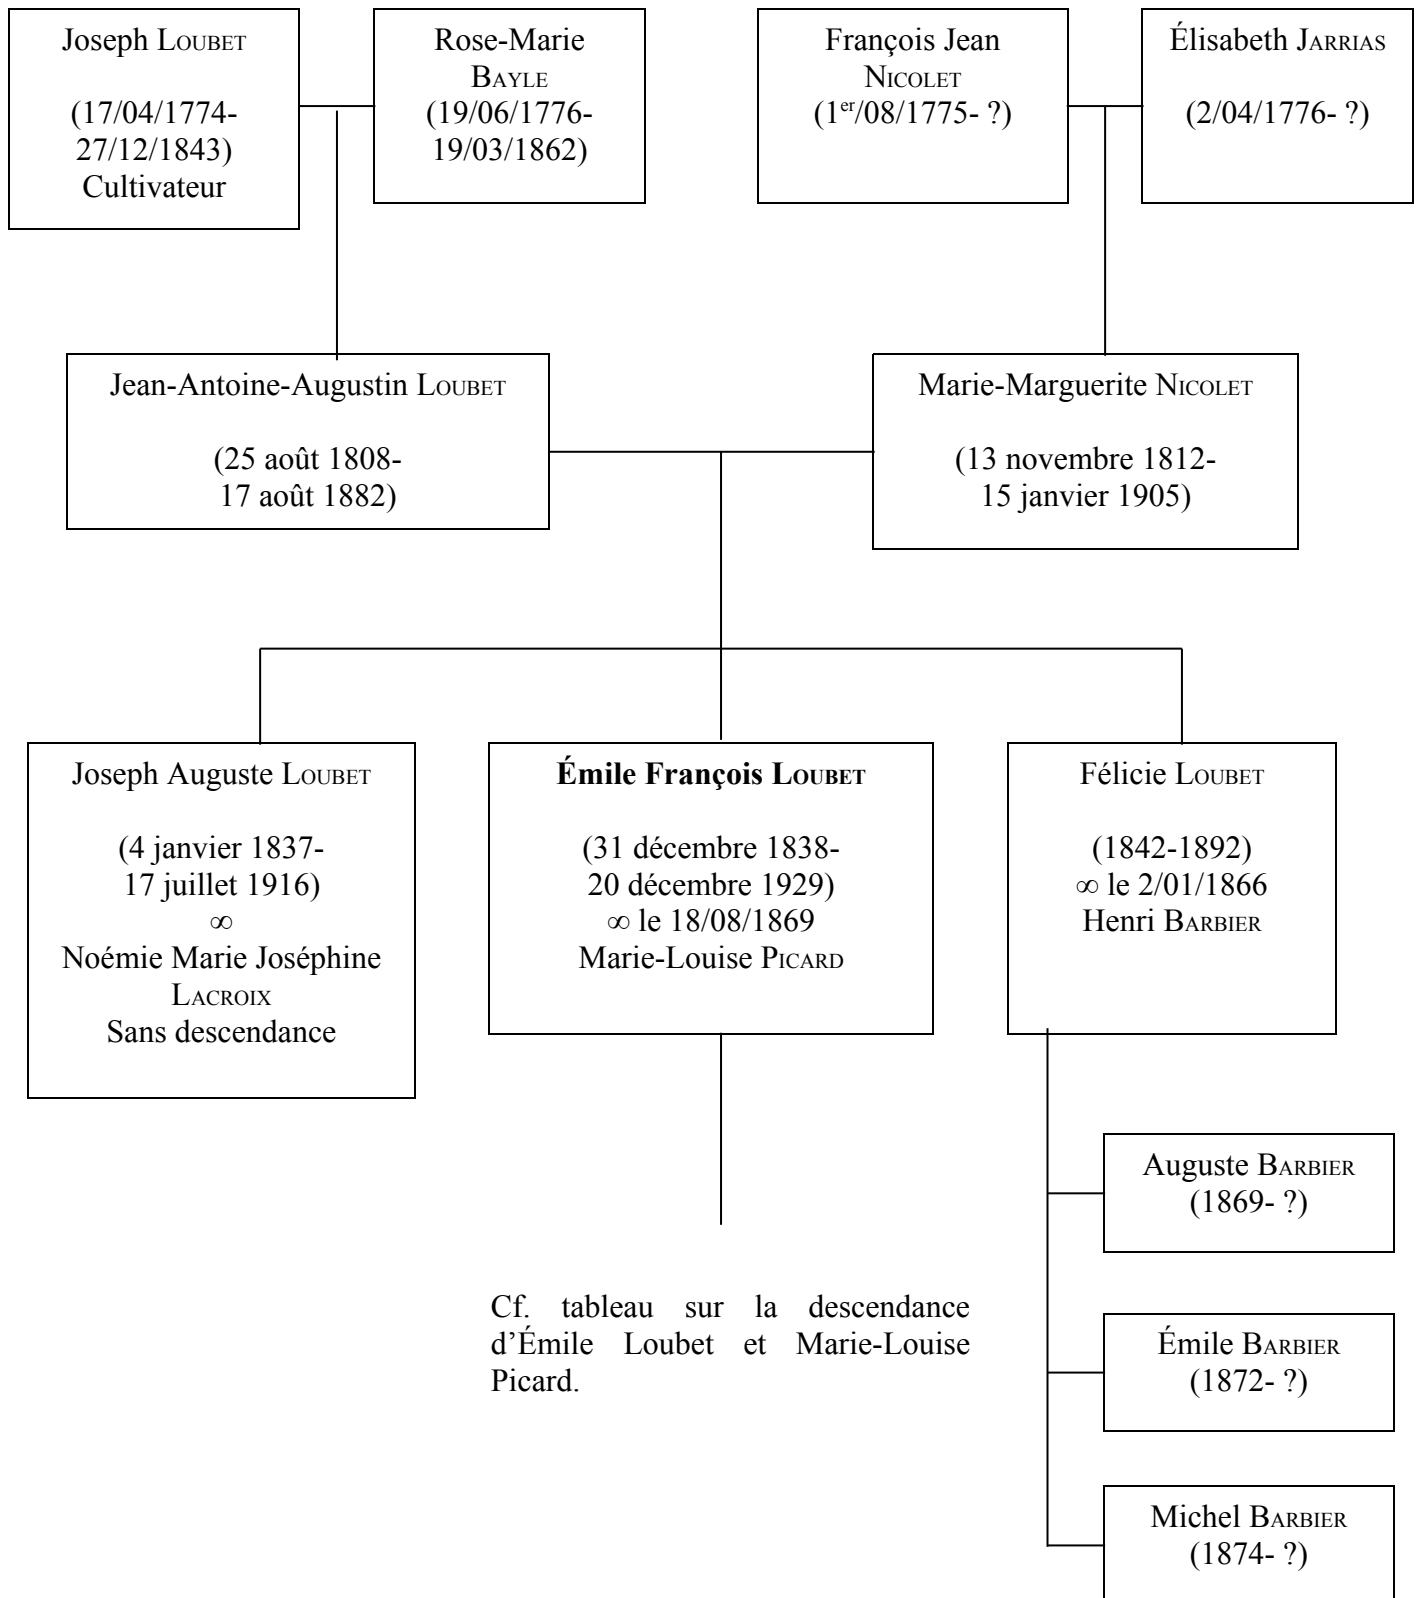 Joseph LOUBET
(17/04/1774-
27/12/1843)
Cultivateur
Rose-Marie
BAYLE
(19/06/1776-
19/03/1862)
François Jean
NICOLET
(1er/08/1775- ?)
Élisabeth JARRIAS
(2/04/1776- ?)
Jean-Antoine-Augustin LOUBET
(25 août 1808-
17 août 1882)
Marie-Marguerite NICOLET
(13 novembre 1812-
15 janvier 1905)
Joseph Auguste LOUBET
(4 janvier 1837-
17 juillet 1916)
∞
Noémie Marie Joséphine
LACROIX
Sans descendance
Émile François LOUBET
(31 décembre 1838-
20 décembre 1929)
∞ le 18/08/1869
Marie-Louise PICARD
Félicie LOUBET
(1842-1892)
∞ le 2/01/1866
Henri BARBIER
Auguste BARBIER
(1869- ?)
Cf. tableau sur la descendance
d’Émile Loubet et Marie-Louise
Picard.
Émile BARBIER
(1872- ?)
Michel BARBIER
(1874- ?)